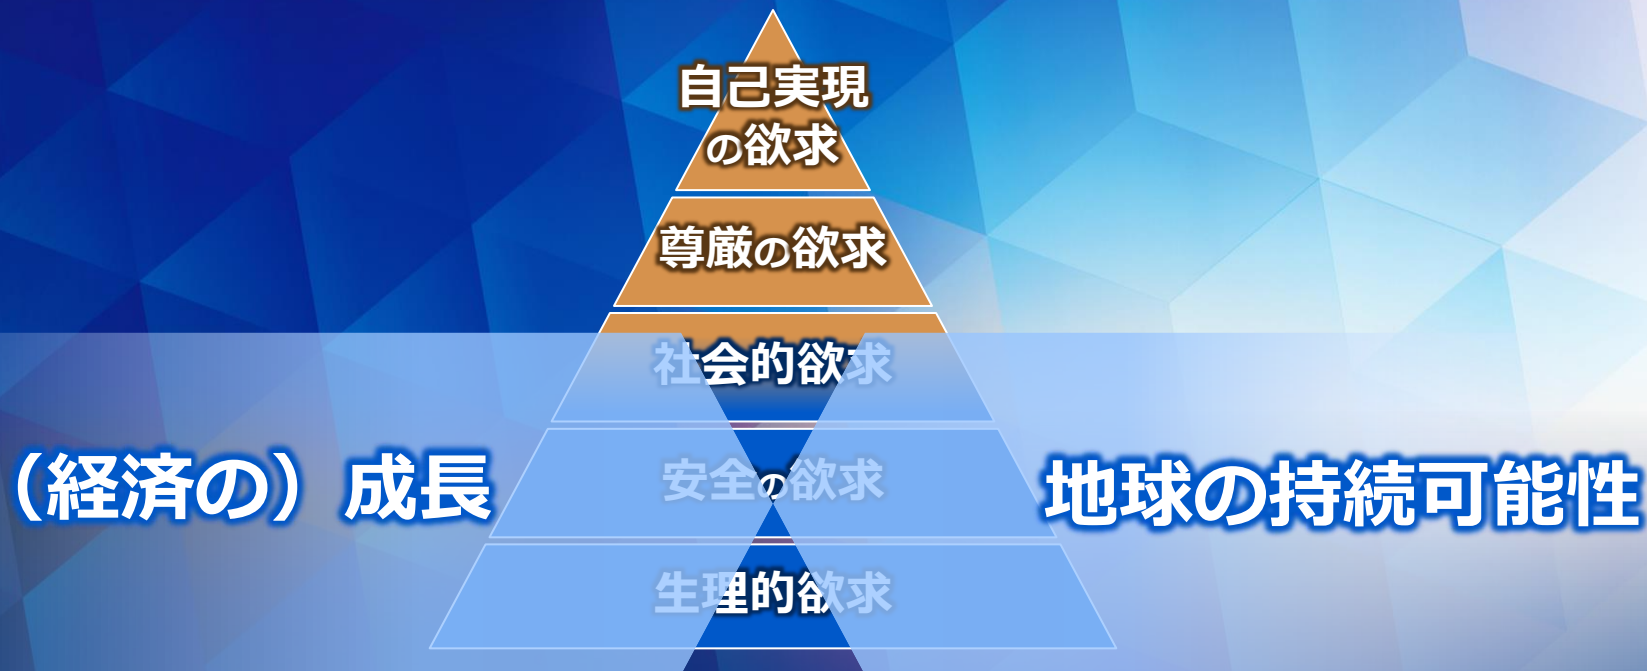 自己実現
の欲求
尊厳の欲求
社会的欲求
安全の欲求
生理的欲求
（経済の）成長
地球の持続可能性